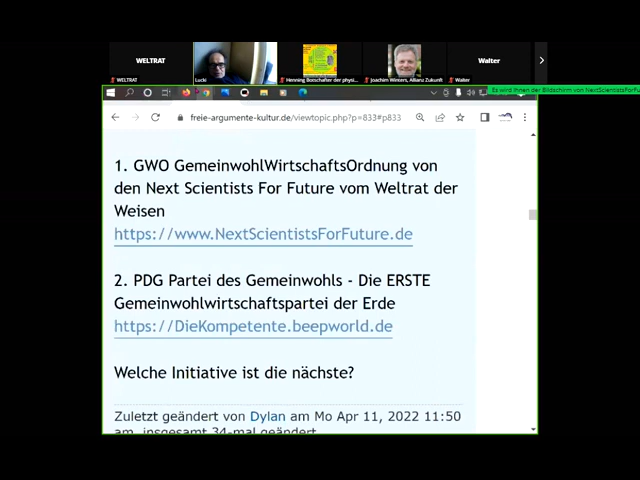 WELTRAT
Walter
WELTRAT
Lucki
Henning Botschafter der physi...
Joachim Winters, Allianz Zukunft
Walter
Es wird Ihnen der Bildschirm von NextScientistsForFu
freie-argumente-kultur.de/viewtopic.php?p=833#p833
1. GWO GemeinwohlWirtschaftsOrdnung von
den Next Scientists For Future vom Weltrat der
Weisen
https://www.NextScientistsForFuture.de
2. PDG Partei des Gemeinwohls - Die ERSTE
Gemeinwohlwirtschaftspartei der Erde
https://DieKompetente.beepworld.de
Welche Initiative ist die nächste?
Zuletzt geändert von Dylan am Mo Apr 11, 2022 11:50
am, insgesamt 34-mal geändert